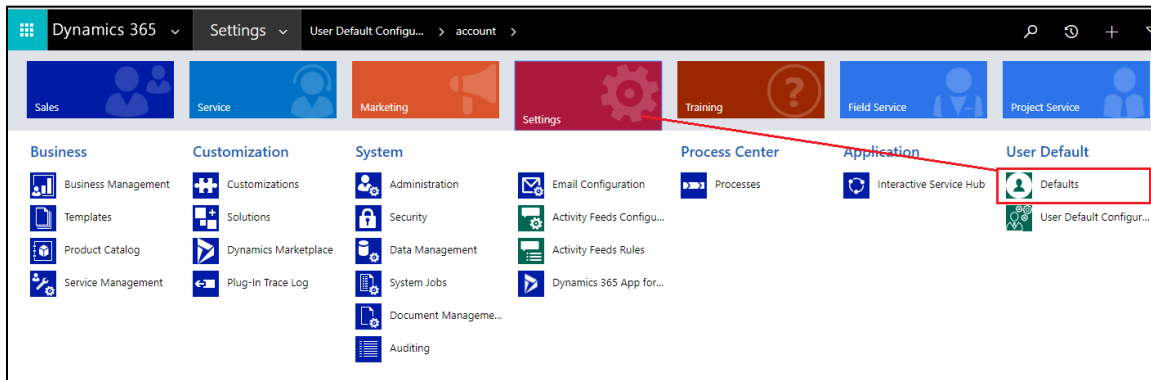 Dynamics 365 Settings User Default Configu... > account >
Sales Service Marketing Settings Training Field Service Project Service
Business Customization System Process Center Application User Default
Business Management Customizations Administration Email Configuration Processes Interactive Service Hub Defaults
Templates Solutions Security Activity Feeds Configu... User Default Configur...
Product Catalog Dynamics Marketplace Data Management Activity Feeds Rules
Service Management Plug-In Trace Log System Jobs Dynamics 365 App for...
Document Manageme...
Auditing